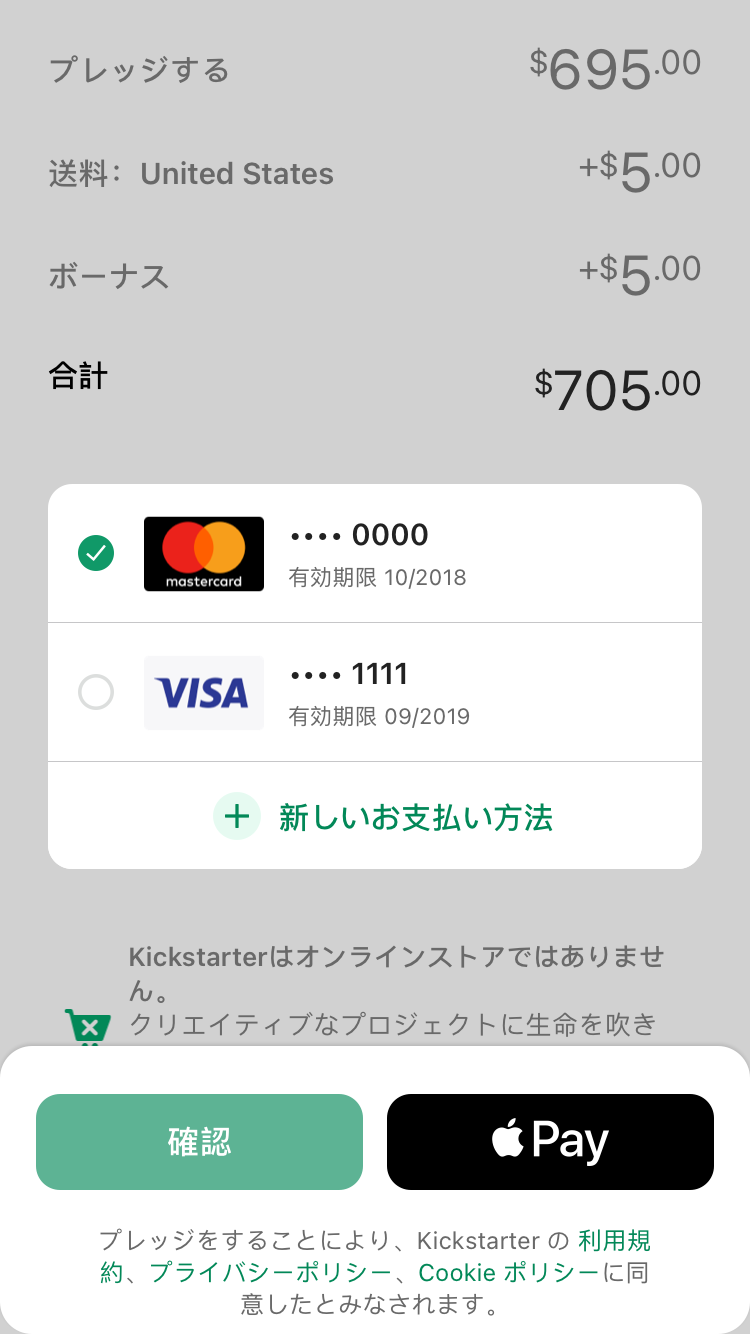 プレッジする $695.00
送料： United States +$5.00
ボーナス +$5.00
合計 $705.00
•••• 0000
mastercard
有効期限 10/2018
•••• 1111
VISA
有効期限 09/2019
+ 新しいお支払い方法
Kickstarterはオンラインストアではありませ
ん。
クリエイティブなプロジェクトに生命を吹き
確認
Pay
プレッジをすることにより、Kickstarter の 利用規
約、プライバシーポリシー、Cookie ポリシーに同
意したとみなされます。